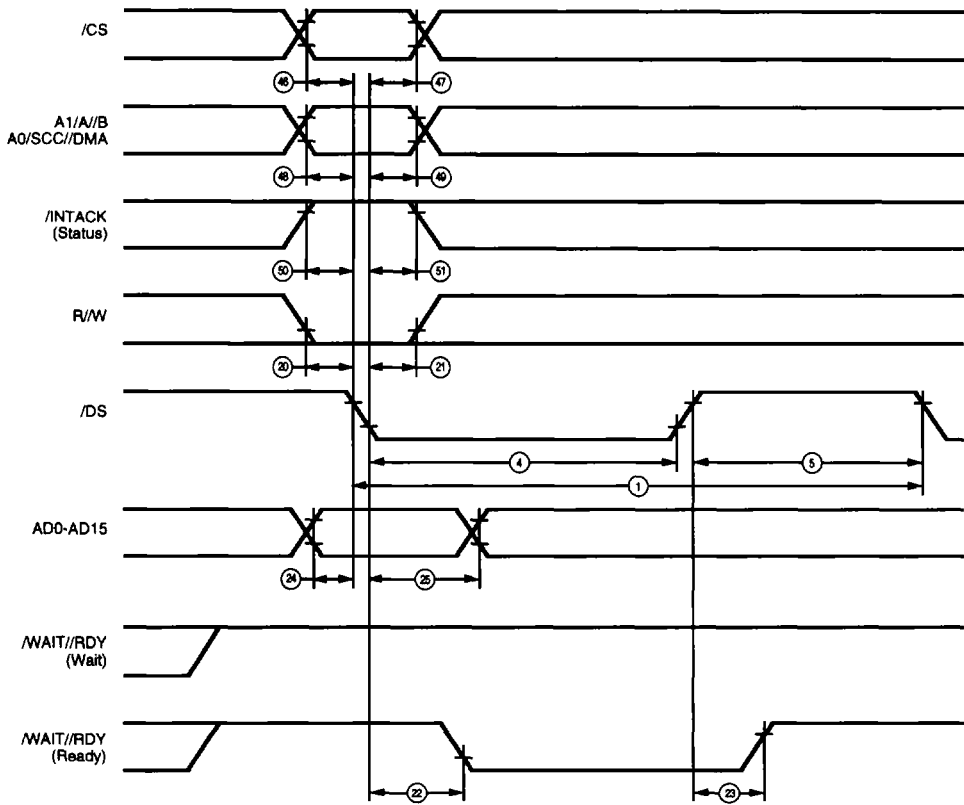 /CS
46
47
A1/A//B
A0/SCC//DMA
48
49
/INTACK
(Status)
50
51
R//W
20
21
/DS
4
5
1
AD0-AD15
24
25
/WAIT//RDY
(Wait)
/WAIT//RDY
(Ready)
22
23